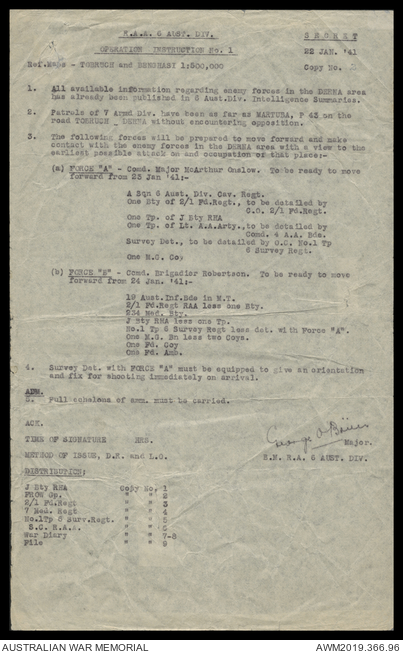 R.A.A. 6 AUST. DIV.
S E C R E T
OPERATION INSTRUCTION No. 1
22 JAN. '41
Ref.Maps - TOBRUCH and BENGHASI 1:500,000
Copy No. 3
1. All available information regarding enemy forces in the DERNA area
has already been published in 6 Aust.Div. Intelligence Summaries.
2. Patrols of 7 Armd Div. have been as far as MARTUBA, P 43 on the
road TOBRUCH DERNA without encountering opposition.
3. The following forces will be prepared to move forward and make
contact with the enemy forces in the DERNA area with a view to the
earliest possible attack on and occupation of that place:-
(a) FORCE "A" - Comd. Major McArthur Onslow. To be ready to move
forward from 23 Jan '41:-
A Sqn 6 Aust. Div. Cav. Regt.
One Bty of 2/1 Fd.Regt., to be detailed by
C.O. 2/1 Fd.Regt.
One Tp. of J Bty RHA
One Tp. of Lt. A.A.Arty., to be detailed by
Comd. 4 A.A. Bde.
Survey Det., to be detailed by O.C. No.1 Tp
6 Survey Regt.
One M.G. Coy
(b) FORCE "B" - Comd. Brigadier Robertson. To be ready to move
forward from 24 Jan. '41:-
19 Aust.Inf.Bde in M.T.
2/1 Fd.Regt RAA less one Bty.
234 Med. Bty.
J Bty RHA less one Tp.
No.1 Tp 6 Survey Regt less det. with Force "A".
One M.G. Bn less two Coys.
One Fd. Coy
One Fd. Amb.
4. Survey Det. with FORCE "A" must be equipped to give an orientation
and fix for shooting immediately on arrival.
ADM.
5. Full echelons of amm. must be carried.
ACK.
TIME OF SIGNATURE HRS.
Major.
METHOD OF ISSUE, D.R. and L.O.
B.M. R.A. 6 AUST. DIV.
DISTRIBUTION:
J Bty RHA Copy No. 1
FROM Op. " " 2
2/1 Fd.Regt " " 3
7 Med. Regt " " 4
No.1Tp 6 Surv.Regt. " " 5
S.C. R.A.A. " " 6
War Diary " " 7-8
File " " 9
AUSTRALIAN WAR MEMORIAL
AWM2019.366.96